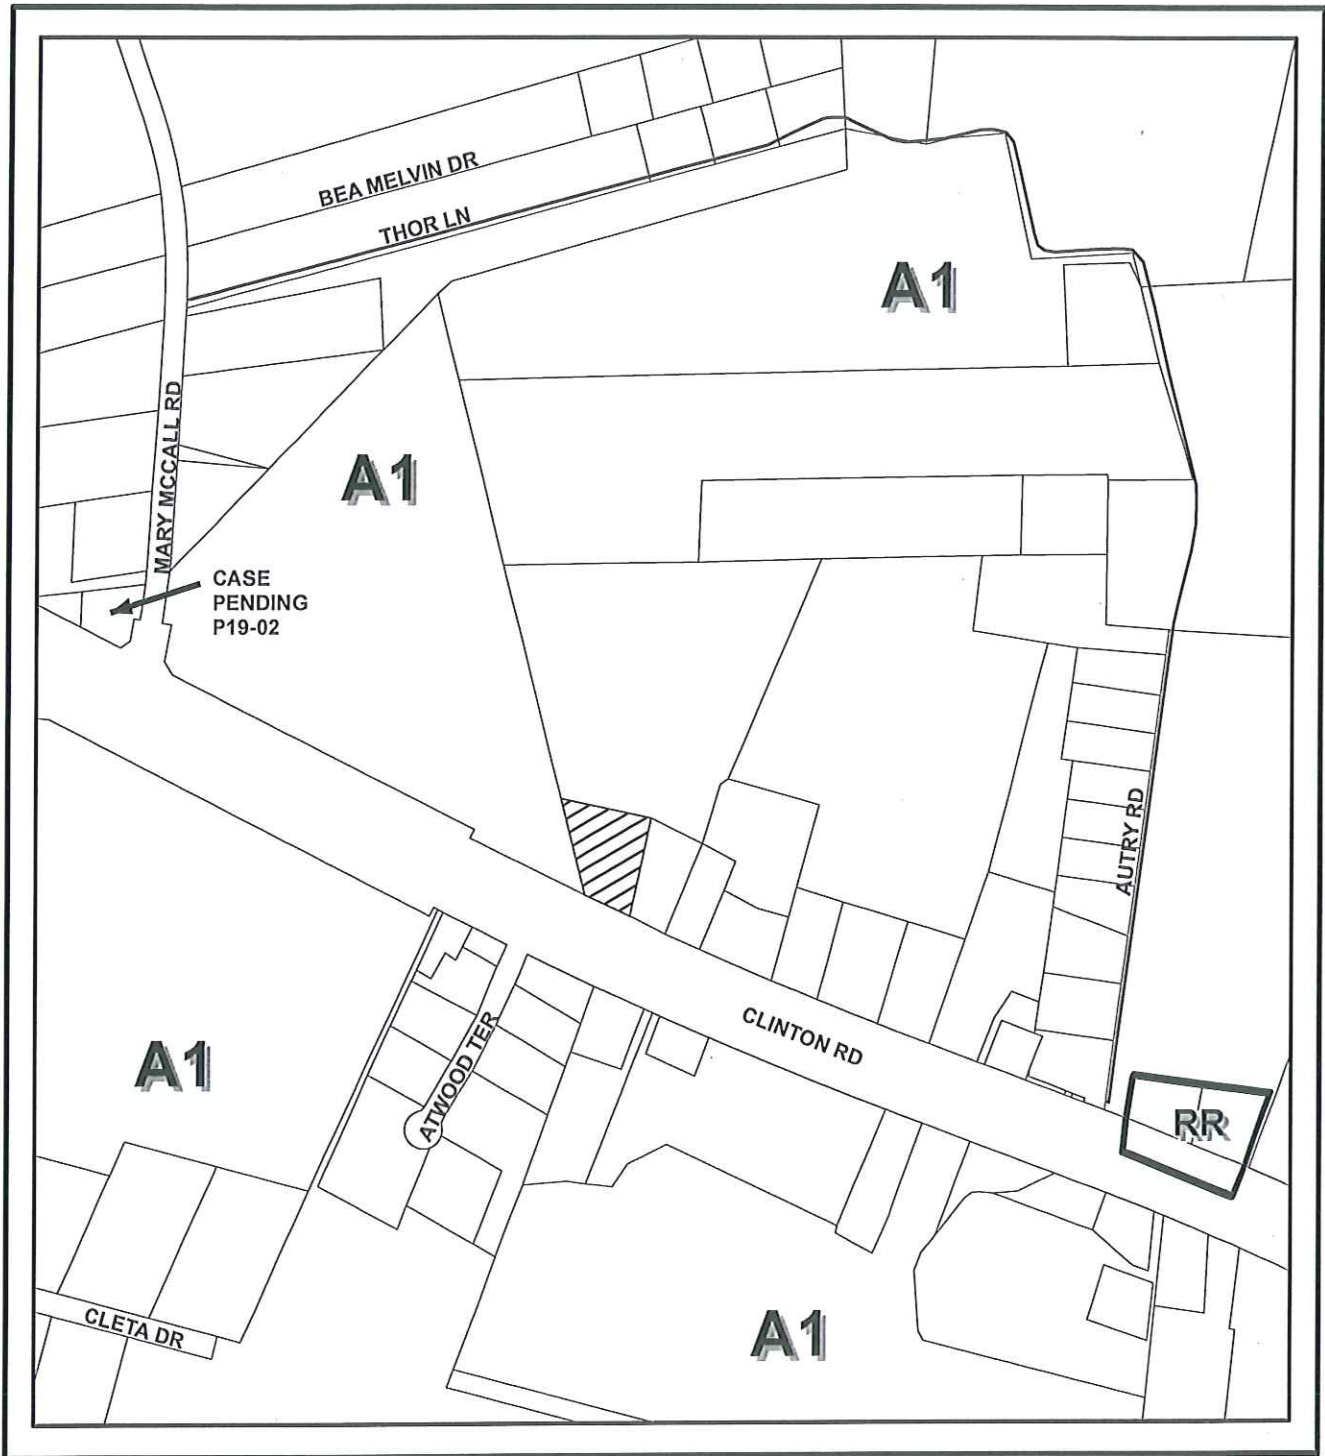 BEA MELVIN DR
THOR LN
A1
MARY MCCALL RD
A1
CASE
PENDING
P19-02
AUTRY RD
CLINTON RD
A1
ATWOOD TER
RR
CLETA DR
A1